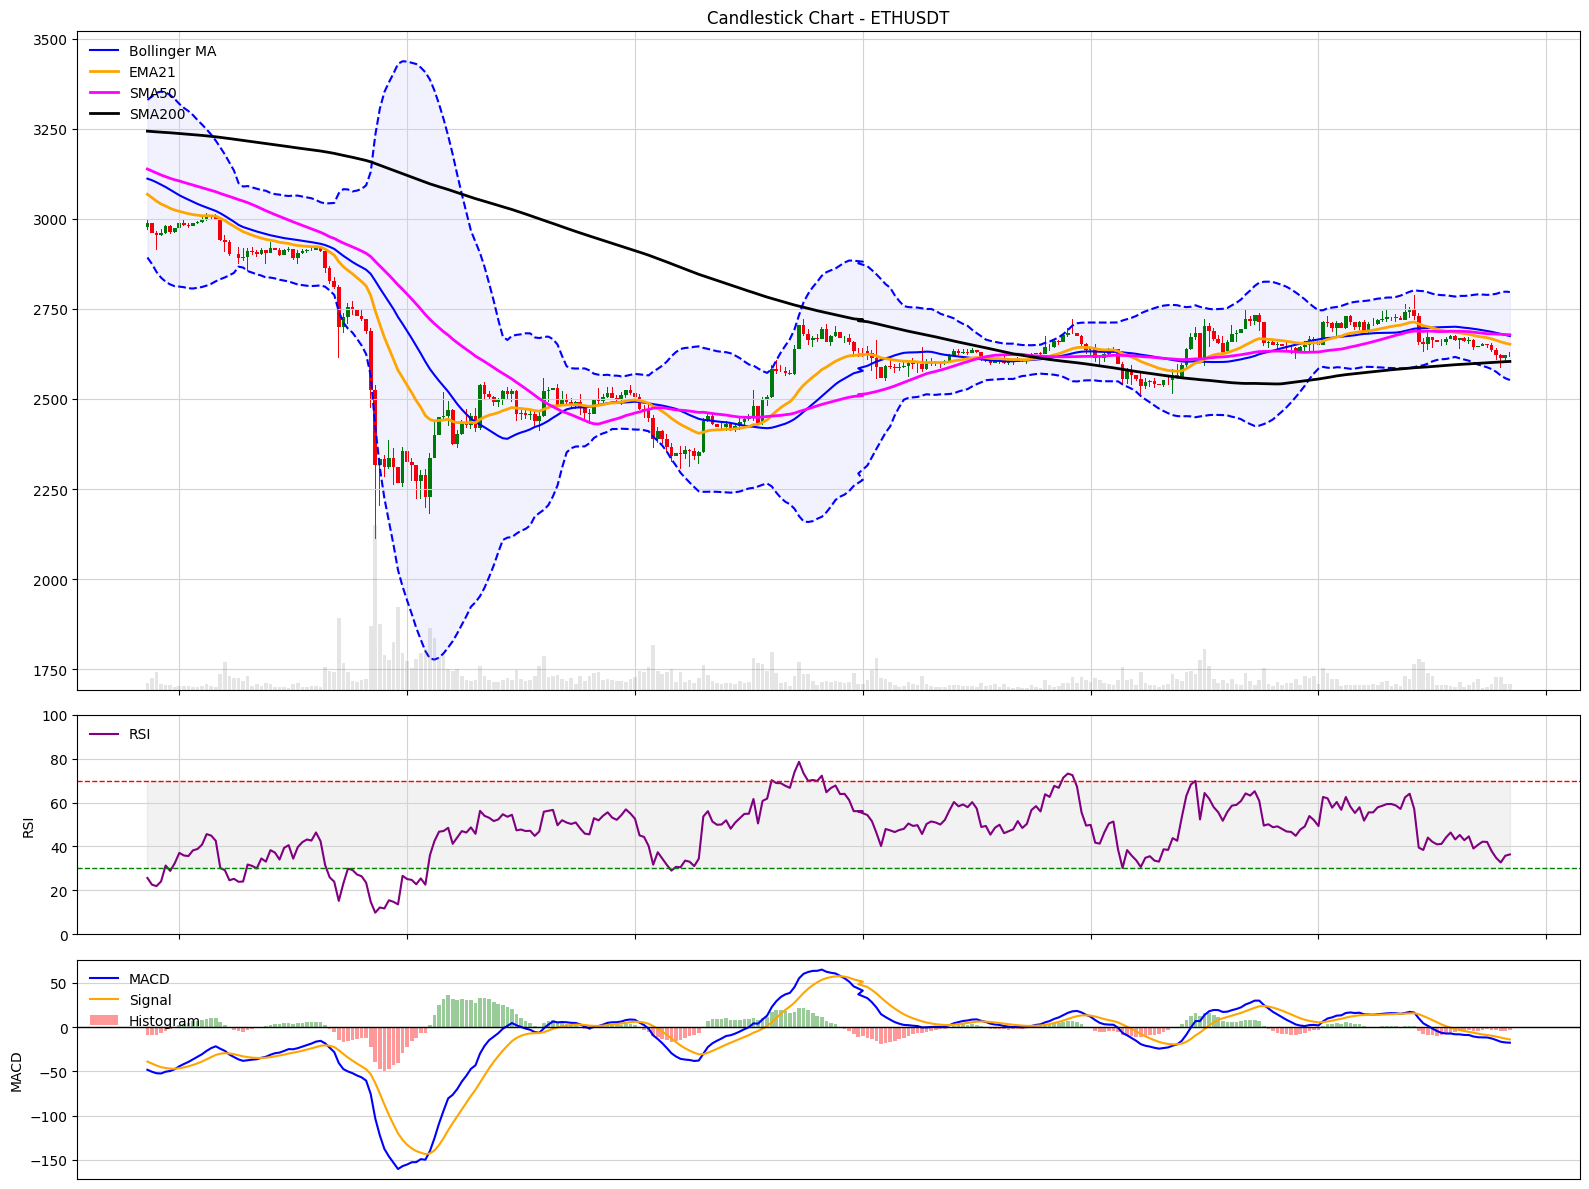 Candlestick Chart - ETHUSDT
3500
3250
3000
2750
2500
2250
2000
1750
Bollinger MA
EMA21
SMA50
SMA200
100
80
60
40
20
0
RSI
RSI
50
0
−50
−100
−150
MACD
MACD
Signal
Histogram